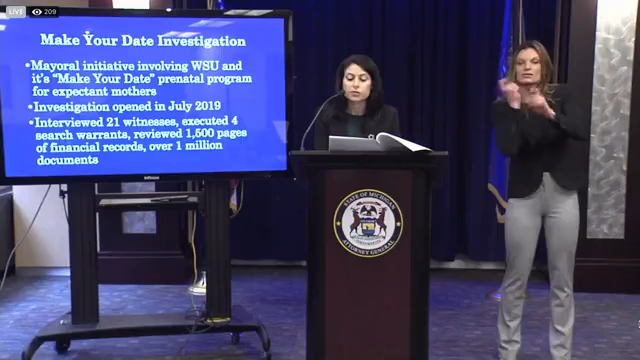 LIVE 209
Make Your Date Investigation
•Mayoral initiative involving WSU and
it's "Make Your Date" prenatal program
for expectant mothers
•Investigation opened in July 2019
•Interviewed 21 witnesses, executed 4
search warrants, reviewed 1,500 pages
of financial records, over 1 million
documents
STATE OF MICHIGAN
ATTORNEY GENERAL